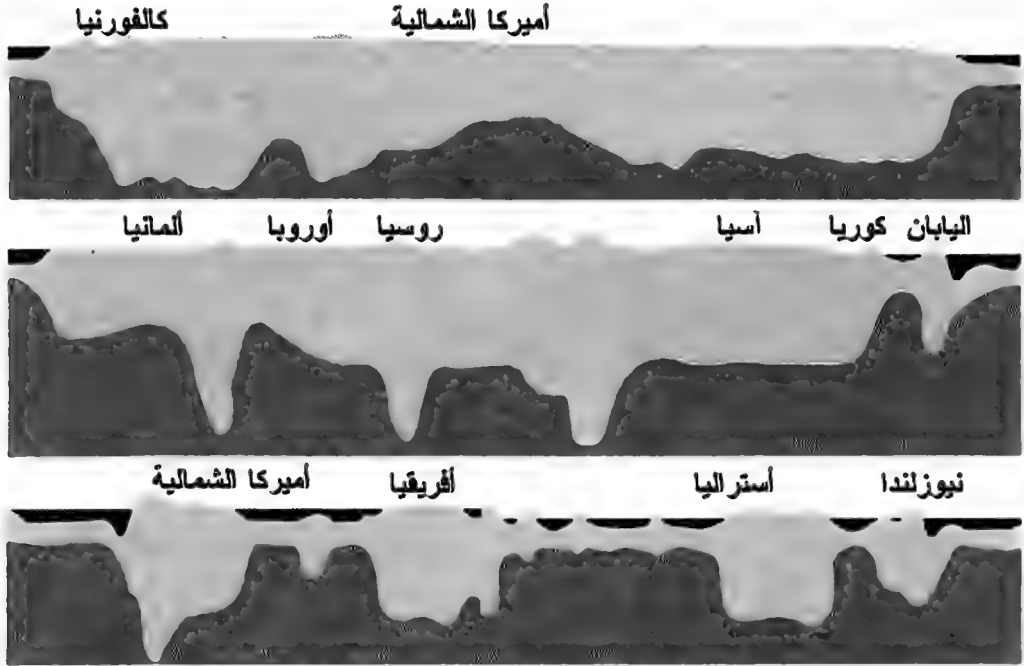 أميركا الشمالية كالفورنيا
اليابان كوريا آسيا روسيا أوروبا ألمانيا
نيوزلندا أستراليا أفريقيا أميركا الشمالية